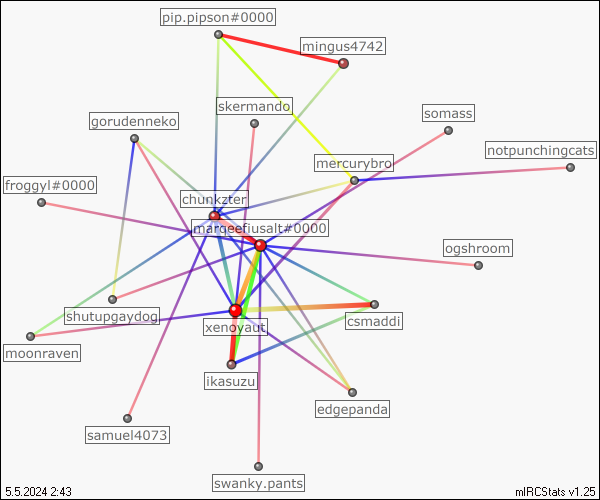 pip.pipson#0000
mingus4742
skermando
somass
gorudenneko
notpunchingcats
mercurybro
froggyl#0000
chunkzter
marqeefiusalt#0000
ogshroom
shutupgaydog
csmaddi
xenoyaut
moonraven
ikasuzu
edgepanda
samuel4073
swanky.pants
5.5.2024 2:43
mIRCStats v1.25